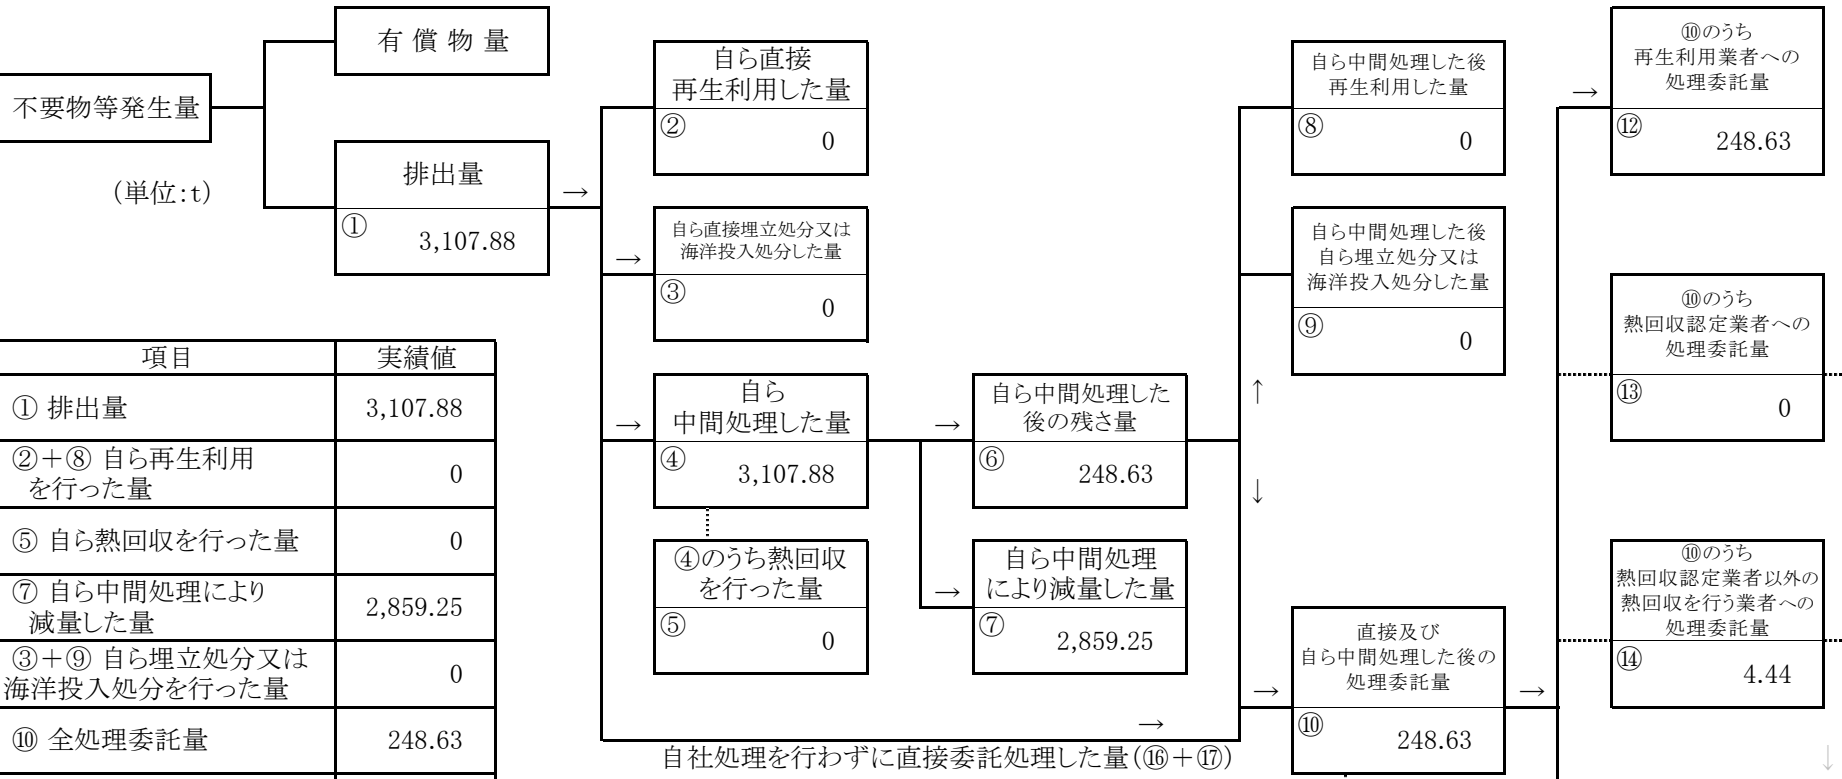 有 償 物 量
不要物等発生量
(単位:t)
排出量
①
3,107.88
→
自ら直接
再生利用した量
②
0
→
自ら直接埋立処分又は
海洋投入処分した量
③
0
→
自ら
中間処理した量
④
3,107.88
④のうち熱回収
を行った量
⑤
0
→
自ら中間処理した
後の残さ量
⑥
248.63
→
自ら中間処理
により減量した量
⑦
2,859.25
→
自社処理を行わずに直接委託処理した量(⑯+⑰)
自ら中間処理した後
再生利用した量
⑧
0
自ら中間処理した後
自ら埋立処分又は
海洋投入処分した量
⑨
0
↑
↓
→
直接及び
自ら中間処理した後の
処理委託量
⑩
248.63
→
→
⑩のうち
再生利用業者への
処理委託量
⑫
248.63
⑩のうち
熱回収認定業者への
処理委託量
⑬
0
⑩のうち
熱回収認定業者以外の
熱回収を行う業者への
処理委託量
⑭
4.44
↓
項目 実績値
① 排出量 3,107.88
②+⑧ 自ら再生利用
を行った量 0
⑤ 自ら熱回収を行った量 0
⑦ 自ら中間処理により
減量した量 2,859.25
③+⑨ 自ら埋立処分又は
海洋投入処分を行った量 0
⑩ 全処理委託量 248.63